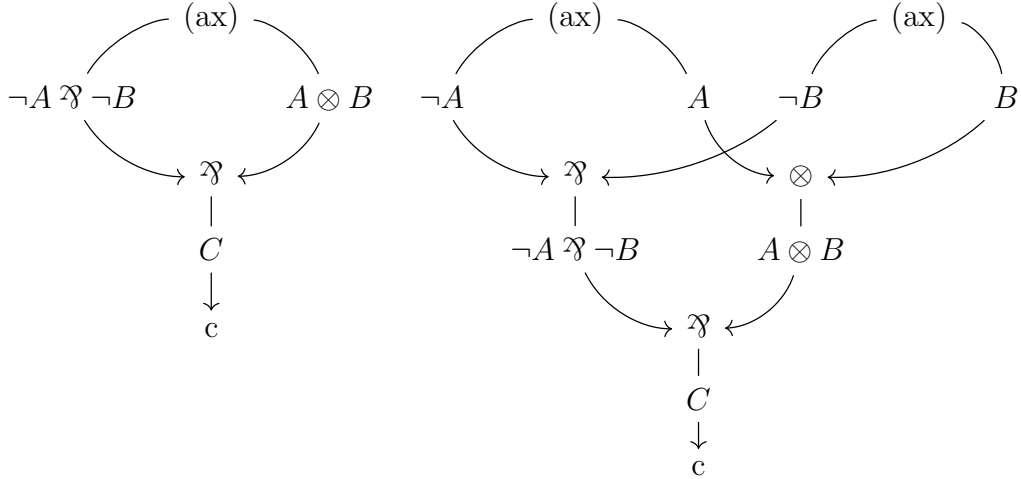 (ax) (ax) (ax)
¬A ⅋ ¬B A ⊗ B ¬A A ¬B B
⅋ ⅋ ⊗
C ¬A ⅋ ¬B A ⊗ B
c ⅋
C
c